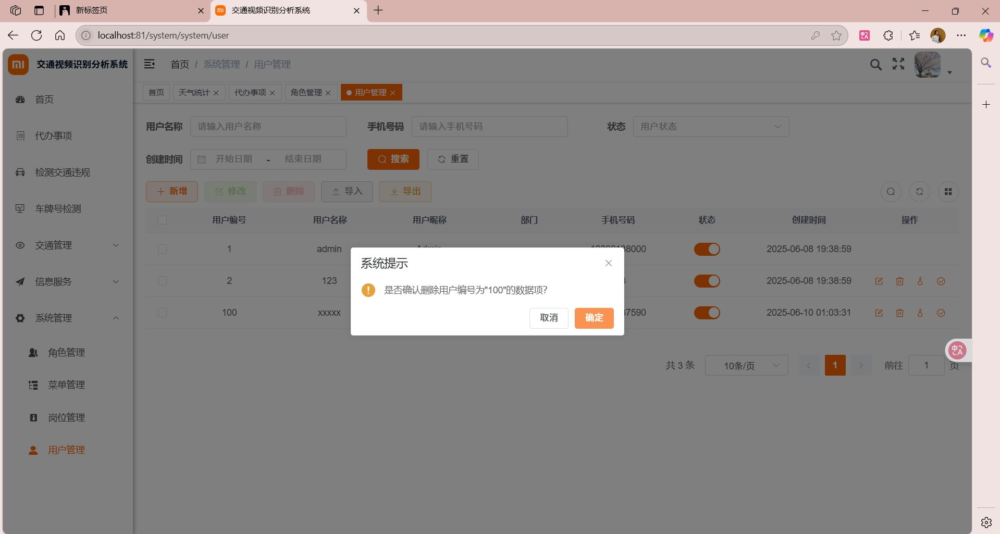 新标签页
交通视频识别分析系统
localhost:81/system/system/user
交通视频识别分析系统
首页 / 系统管理 / 用户管理
首页
天气统计
代办事项
角色管理
用户管理
首页
代办事项
检测交通违规
车牌号检测
交通管理
信息服务
系统管理
角色管理
菜单管理
岗位管理
用户管理
用户名称 请输入用户名称 手机号码 请输入手机号码 状态 用户状态
创建时间 开始日期 - 结束日期 搜索 重置
新增 修改 删除 导入 导出
用户编号 用户名称 用户昵称 部门 手机号码 状态 创建时间 操作
1 admin 2025-06-08 19:38:59
2 123 2025-06-08 19:38:59
100 xxxxx 7590 2025-06-10 01:03:31
系统提示
是否确认删除用户编号为"100"的数据项?
取消 确定
共 3 条 10条/页 1 前往 1 页